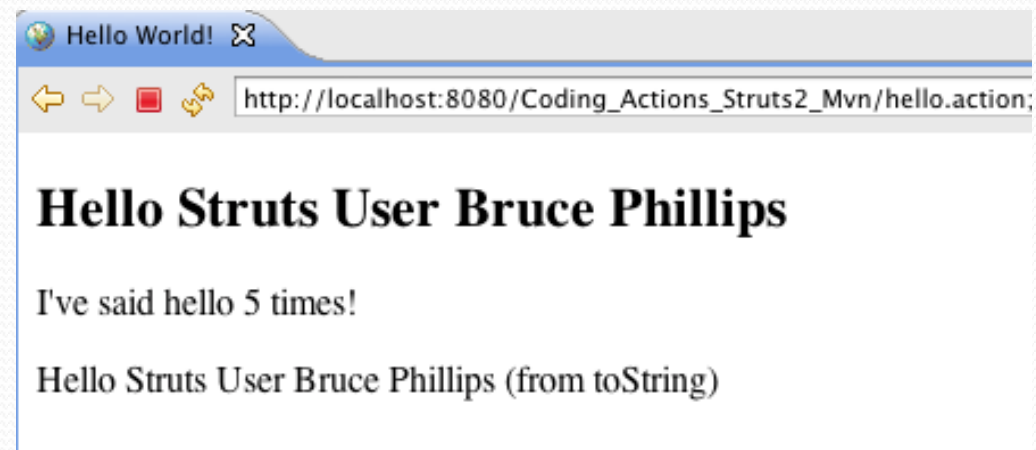 Hello World!
http://localhost:8080/Coding_Actions_Struts2_Mvn/hello.action;
Hello Struts User Bruce Phillips
I've said hello 5 times!
Hello Struts User Bruce Phillips (from toString)